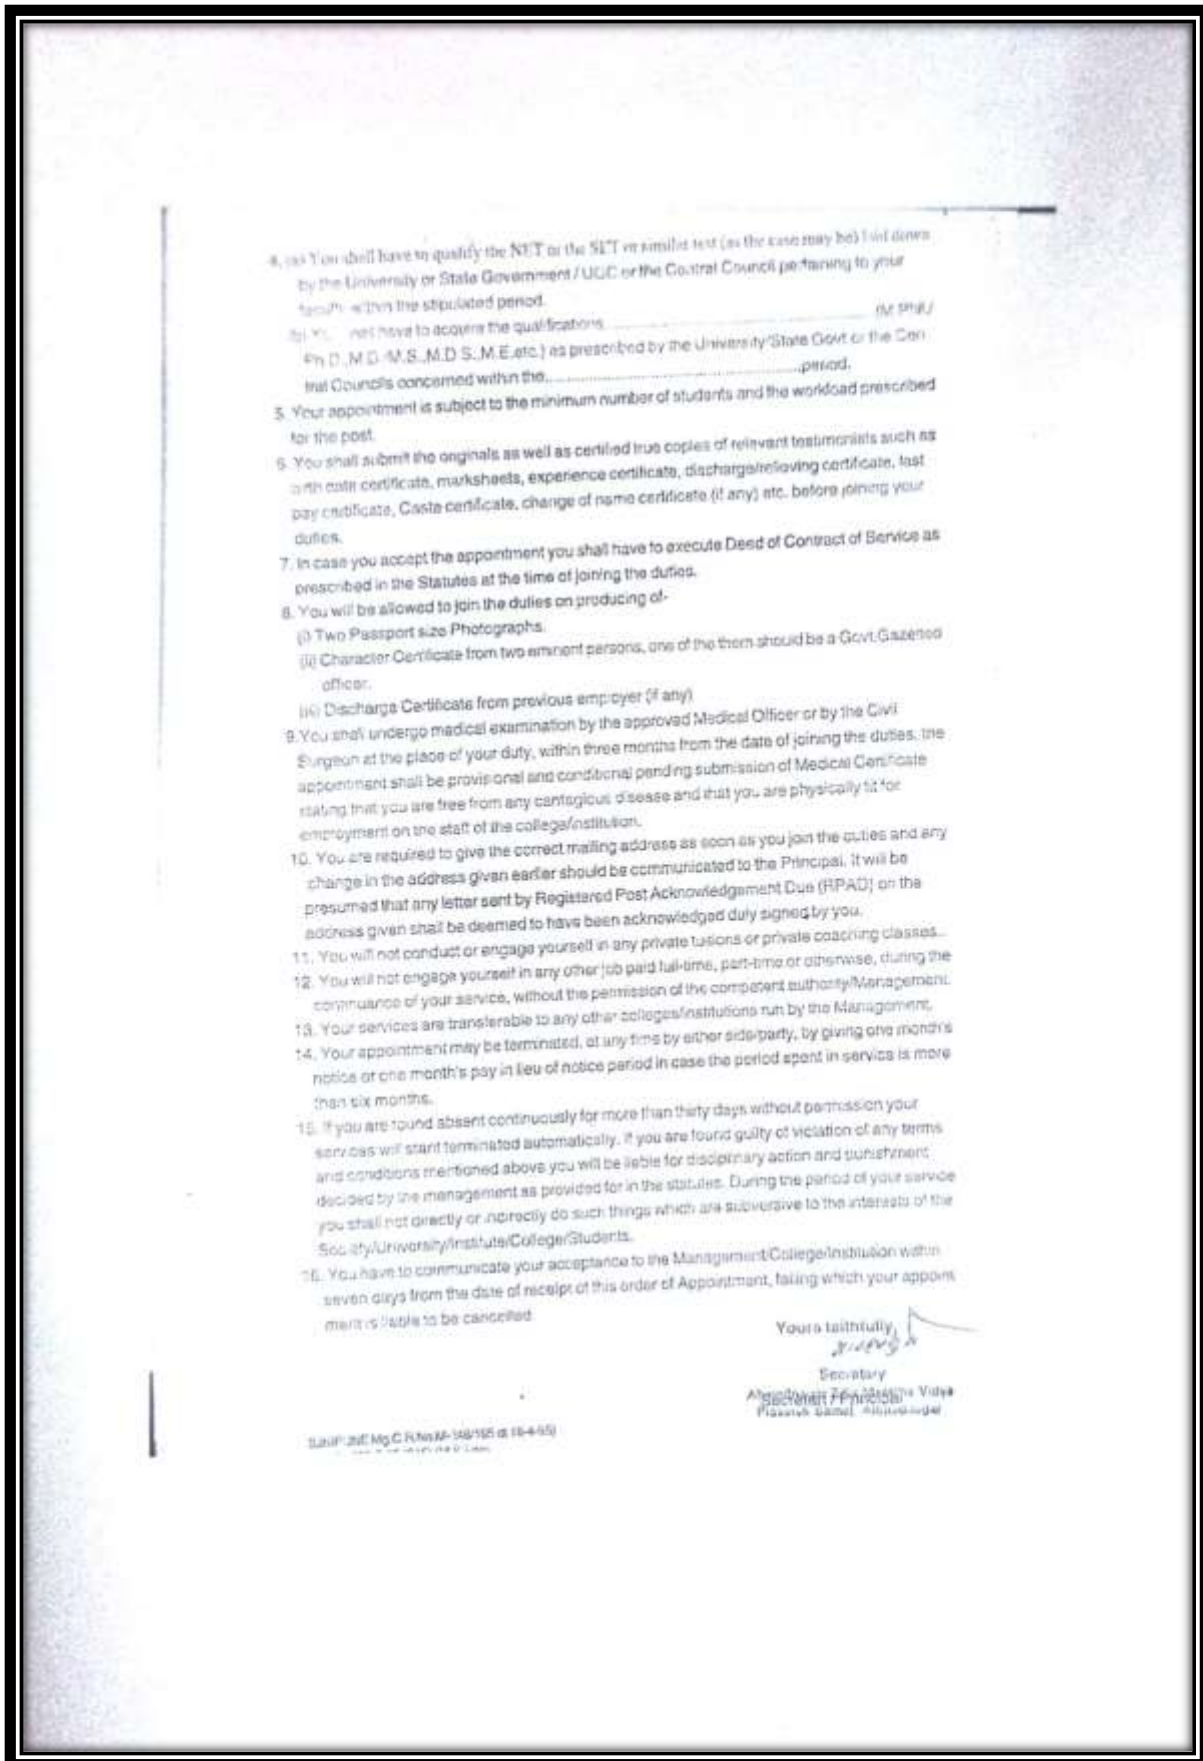 4. (a) You shall have to qualify the NET or the SET or similar test (as the case may be) laid down
by the University or State Government / UGC or the Central Council pertaining to your
faculty within the stipulated period.
(b) You not have to acquire the qualifications........................................(M.Phil./
Ph.D., M.D. M.S., M.D S., M.E.etc.) as prescribed by the University/State Govt or the Cen
tral Councils concerned within the........................................period.
5. Your appointment is subject to the minimum number of students and the workload prescribed
for the post.
6. You shall submit the originals as well as certified true copies of relevant testimonials such as
birth date certificate, marksheets, experience certificate, discharge/relieving certificate, last
pay certificate, Caste certificate, change of name certificate (if any) etc. before joining your
duties.
7. In case you accept the appointment you shall have to execute Deed of Contract of Service as
prescribed in the Statutes at the time of joining the duties.
8. You will be allowed to join the duties on producing of-
(i) Two Passport size Photographs.
(ii) Character Certificate from two eminent persons, one of the them should be a Govt.Gazetted
officer.
(iii) Discharge Certificate from previous employer (if any)
9.You shall undergo medical examination by the approved Medical Officer or by the Civil
Surgeon at the place of your duty, within three months from the date of joining the duties, the
appointment shall be provisional and conditional pending submission of Medical Certificate
stating that you are free from any contagious disease and that you are physically fit for
employment on the staff of the college/institution.
10. You are required to give the correct mailing address as soon as you join the duties and any
change in the address given earlier should be communicated to the Principal. It will be
presumed that any letter sent by Registered Post Acknowledgement Due (RPAD) on the
address given shall be deemed to have been acknowledged duly signed by you.
11. You will not conduct or engage yourself in any private tutions or private coaching classes.
12. You will not engage yourself in any other job paid full-time, part-time or otherwise, during the
continuance of your service, without the permission of the competent authority/Management.
13. Your services are transferable to any other colleges/institutions run by the Management.
14. Your appointment may be terminated, at any time by either side/party, by giving one month's
notice or one month's pay in lieu of notice period in case the period spent in service is more
than six months.
15. If you are found absent continuously for more than thirty days without permission your
services will stant terminated automatically. If you are found guilty of violation of any terms
and conditions mentioned above you will be liable for disciplinary action and punishment
decided by the management as provided for in the statutes. During the period of your service
you shall not directly or indirectly do such things which are subversive to the interests of the
Society/University/Institute/College/Students.
16. You have to communicate your acceptance to the Management/College/Institution within
seven days from the date of receipt of this order of Appointment, failing which your appoint
ment is liable to be cancelled
Yours faithfully,
Secretary
Zilla Maratha Vidya
Secretary / Principal
Samaj,